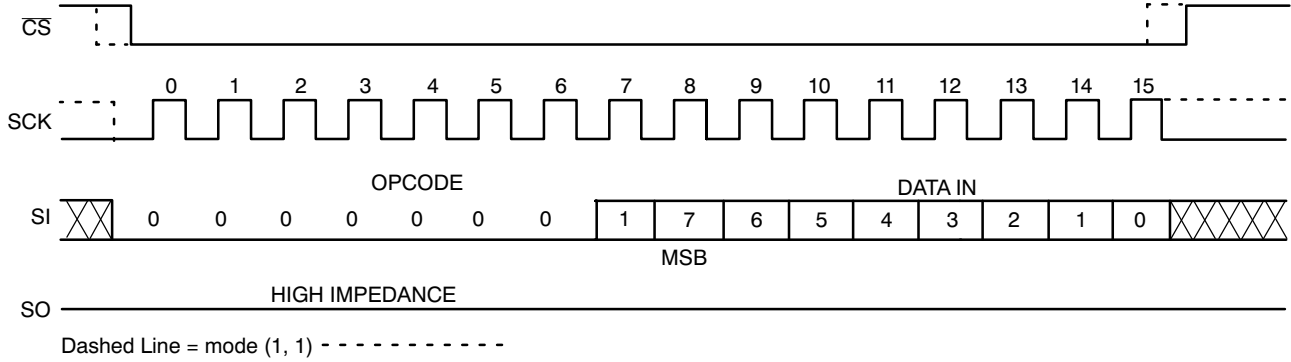 CS
0 1 2 3 4 5 6 7 8 9 10 11 12 13 14 15
SCK
OPCODE DATA IN
SI 0 0 0 0 0 0 0 1 7 6 5 4 3 2 1 0
MSB
HIGH IMPEDANCE
SO
Dashed Line = mode (1, 1) - - - - - - - - - - - -